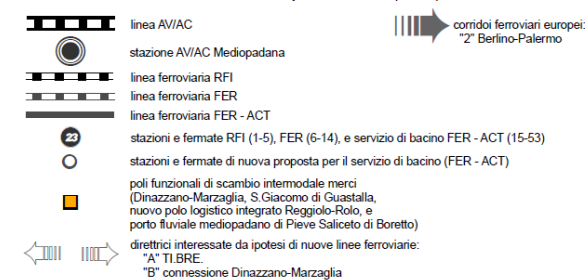 linea AV/AC
corridoi ferroviari europei:
"2" Berlino-Palermo
stazione AV/AC Mediopadana
linea ferroviaria RFI
linea ferroviaria FER
linea ferroviaria FER - ACT
23
stazioni e fermate RFI (1-5), FER (6-14), e servizio di bacino FER - ACT (15-53)
stazioni e fermate di nuova proposta per il servizio di bacino (FER - ACT)
poli funzionali di scambio intermodale merci
(Dinazzano-Marzaglia, S.Giacomo di Guastalla,
nuovo polo logistico integrato Reggiolo-Rolo, e
porto fluviale mediopadano di Pieve Saliceto di Boretto)
direttrici interessate da ipotesi di nuove linee ferroviarie:
"A" TI.BRE.
"B" connessione Dinazzano-Marzaglia